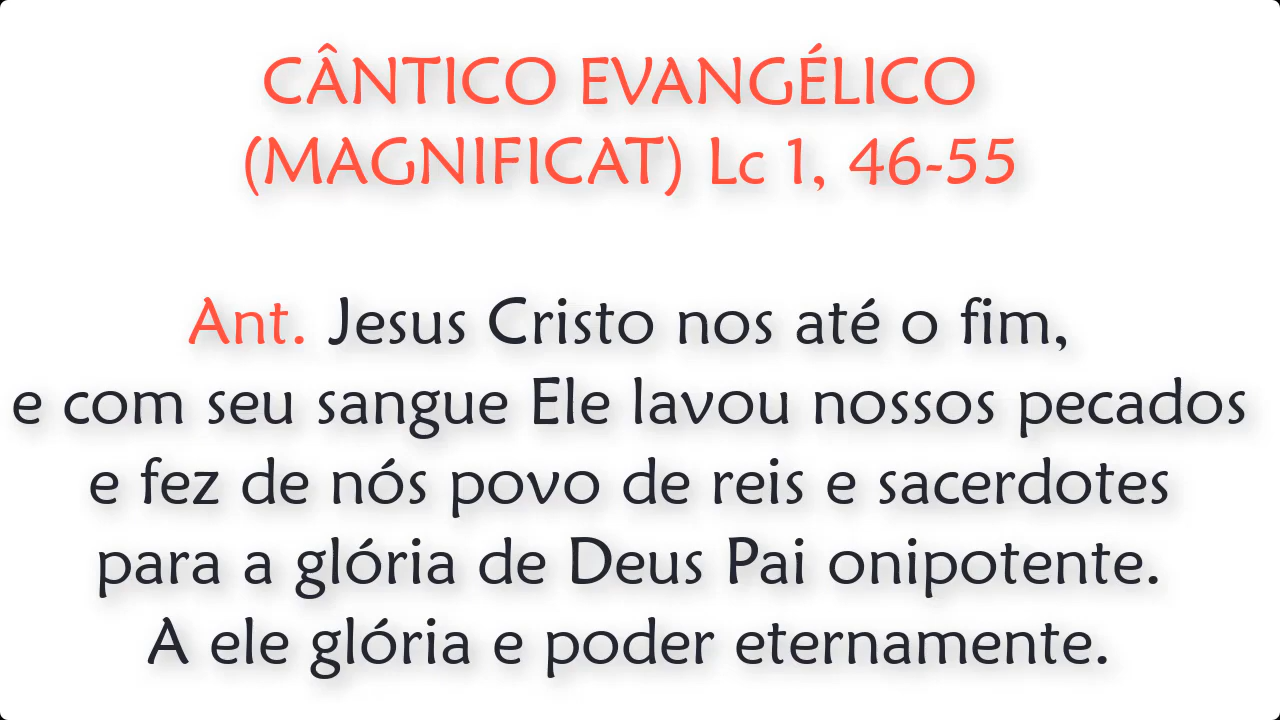 CÂNTICO EVANGÉLICO
(MAGNIFICAT) Lc 1, 46-55
Ant. Jesus Cristo nos até o fim,
e com seu sangue Ele lavou nossos pecados
e fez de nós povo de reis e sacerdotes
para a glória de Deus Pai onipotente.
A ele glória e poder eternamente.